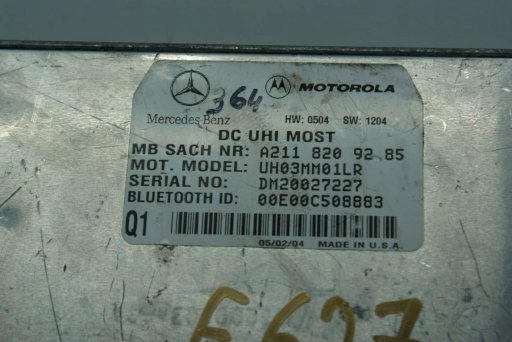 364
MOTOROLA
Mercedes-Benz HW: 0504 SW: 1204
DC UHI MOST
MB SACH NR: A211 820 92 85
MOT. MODEL: UH03MM01LR
SERIAL NO: DM20027227
BLUETOOTH ID: 00E00C508883
Q1
05/02/04 MADE IN U.S.A.